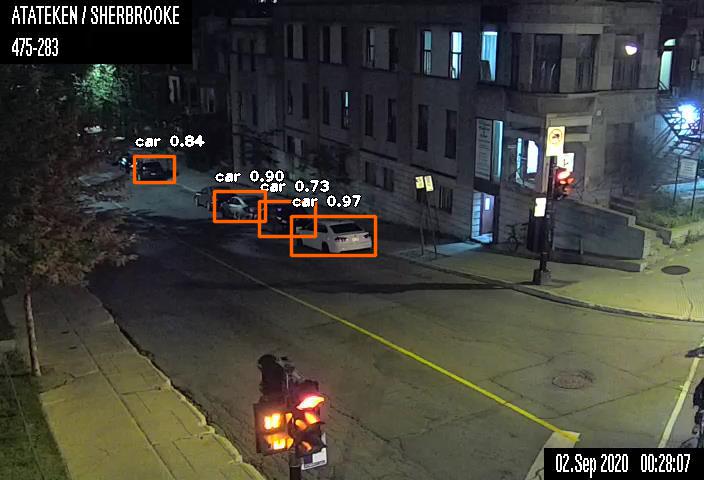 ATATEKEN / SHERBROOKE
475-283
car 0.84
car 0.90
car 0.73
car 0.97
02.Sep 2020 00:28:07